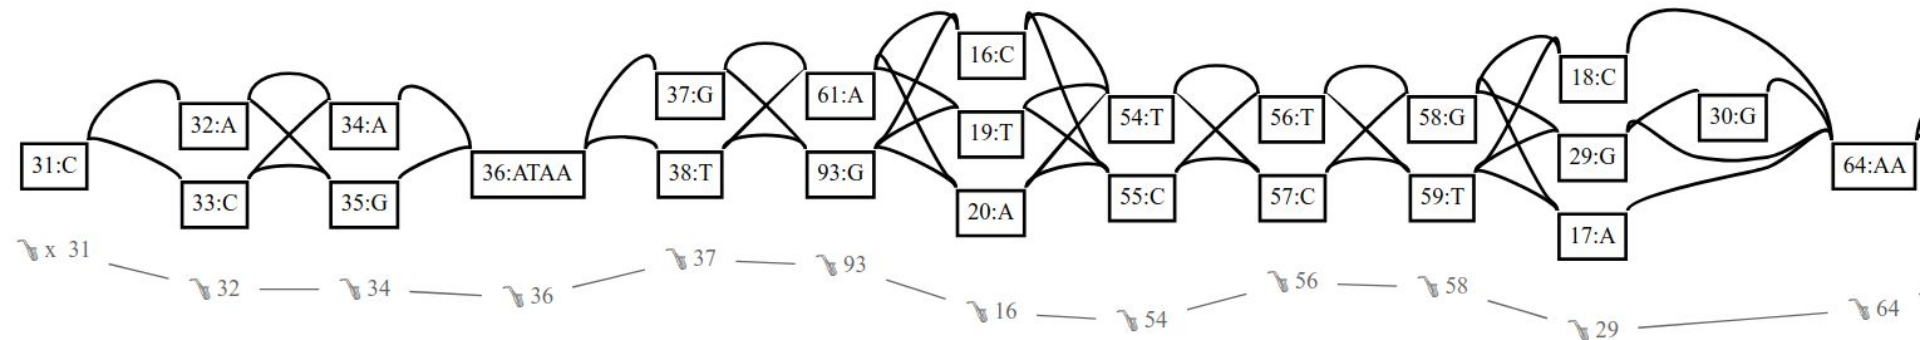 16:C
18:C
37:G
61:A
32:A
34:A
54:T
56:T
58:G
30:G
19:T
29:G
31:C
36:ATAA
38:T
93:G
64:AA
33:C
35:G
55:C
57:C
59:T
20:A
17:A
x 31
32
34
36
37
93
16
54
56
58
29
64